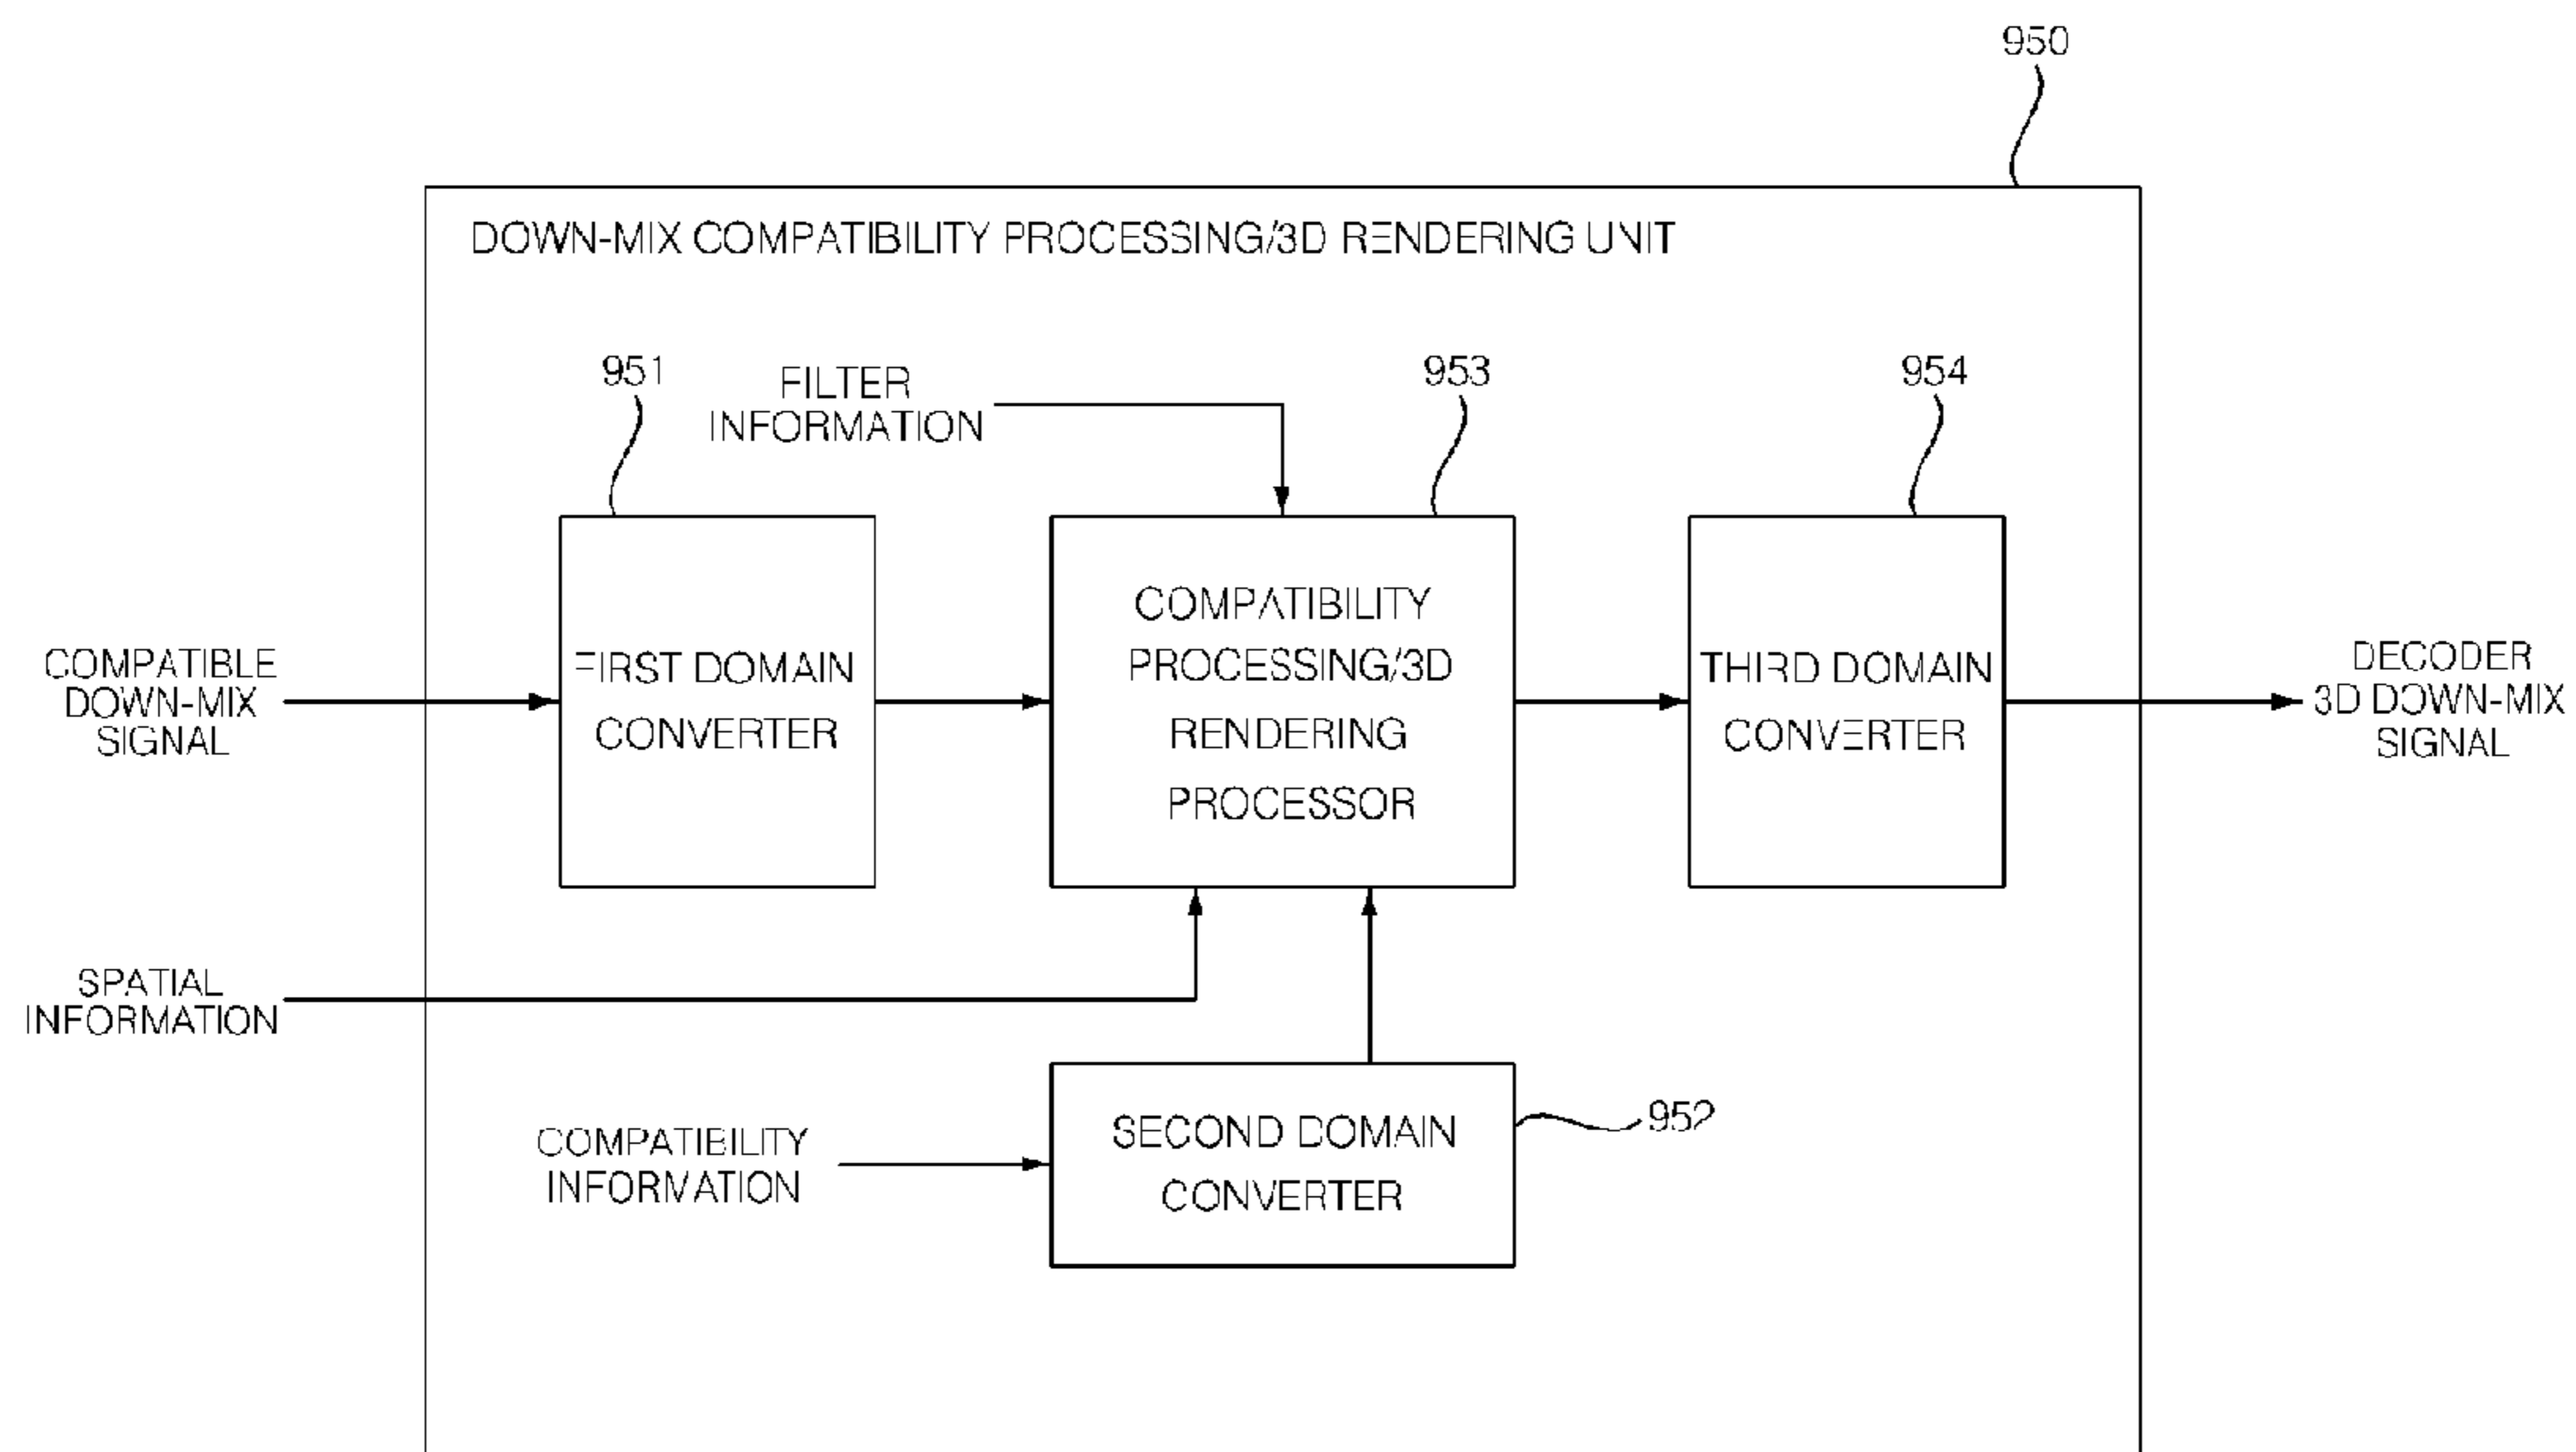 950
DOWN-MIX COMPATIBILITY PROCESSING/3D RENDERING UNIT
951
FILTER
INFORMATION
953
954
COMPATIBLE
DOWN-MIX
SIGNAL
FIRST DOMAIN
CONVERTER
COMPATIBILITY
PROCESSING/3D
RENDERING
PROCESSOR
THIRD DOMAIN
CONVERTER
DECODER
3D DOWN-MIX
SIGNAL
SPATIAL
INFORMATION
COMPATIBILITY
INFORMATION
SECOND DOMAIN
CONVERTER
952